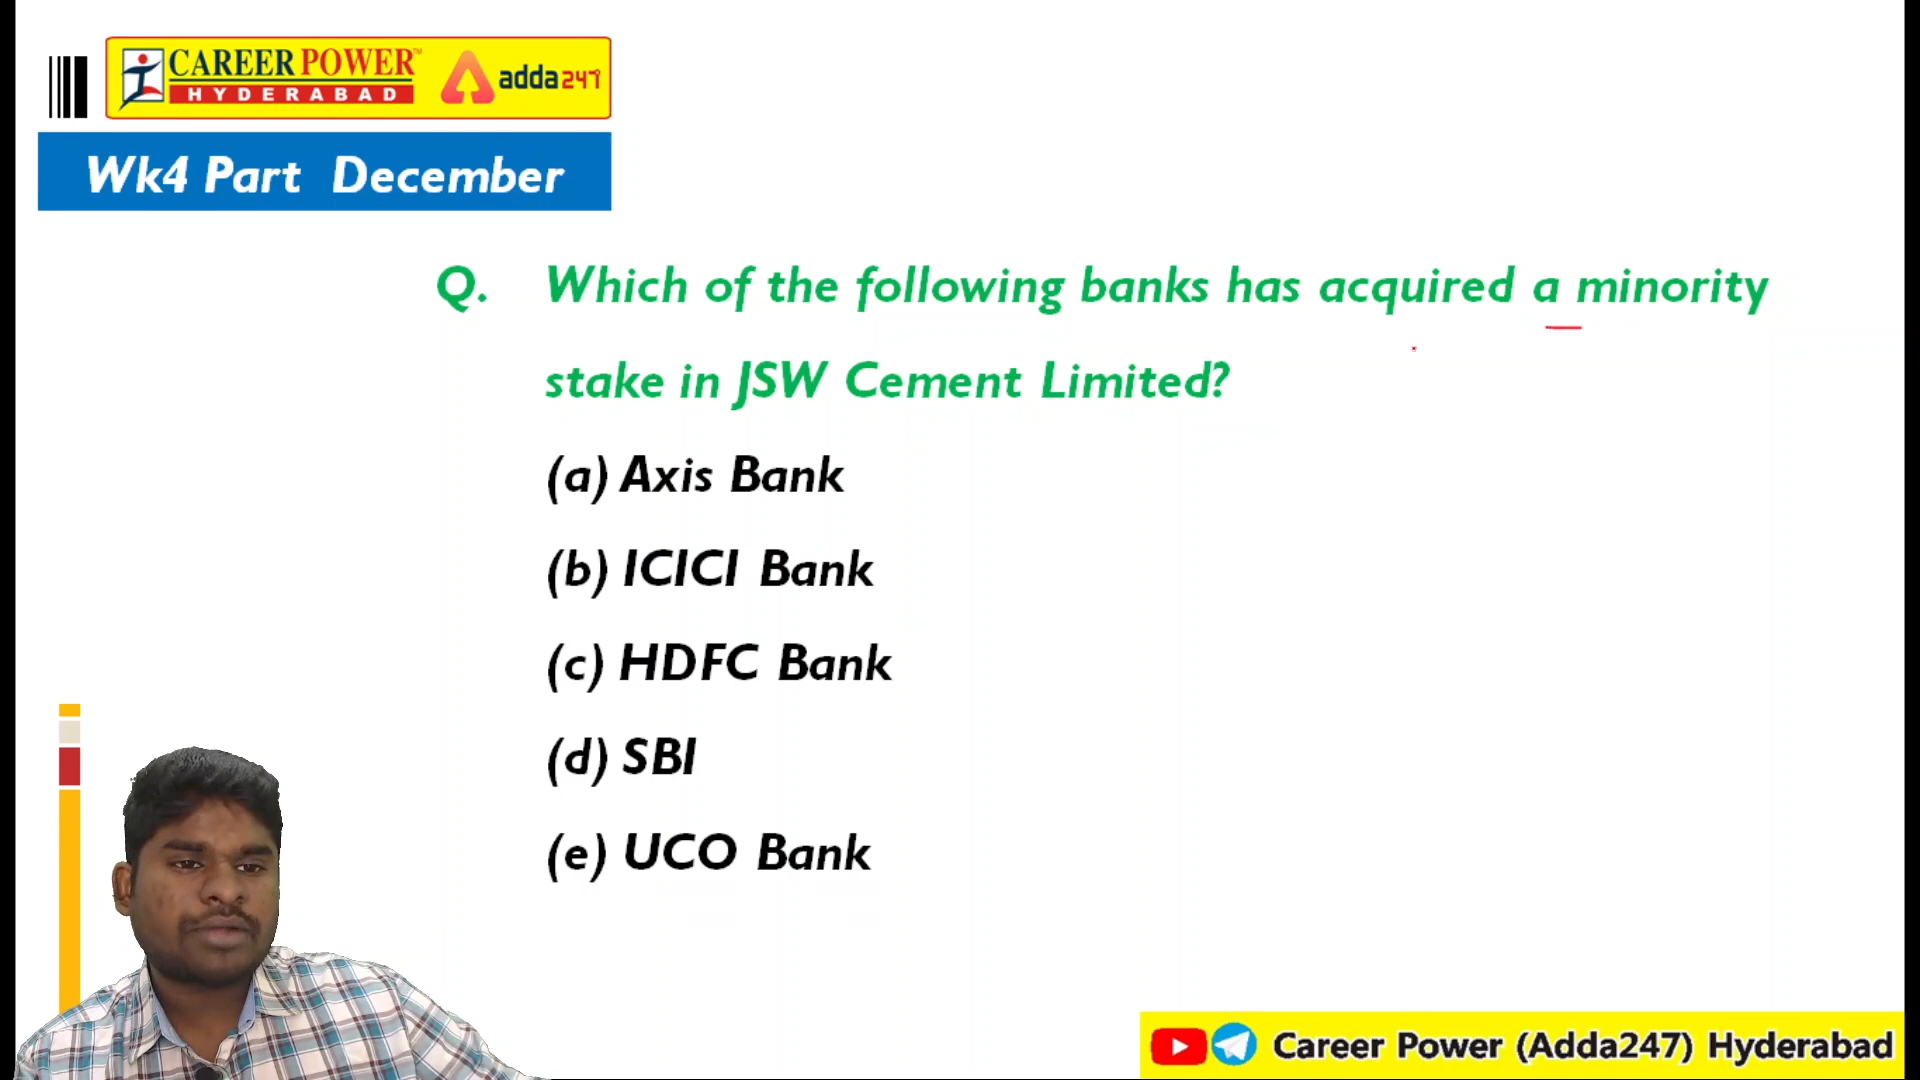 CAREER POWER™
HYDERABAD
adda247
Wk4 Part December
Q. Which of the following banks has acquired a minority
stake in JSW Cement Limited?
(a) Axis Bank
(b) ICICI Bank
(c) HDFC Bank
(d) SBI
(e) UCO Bank
Career Power (Adda247) Hyderabad